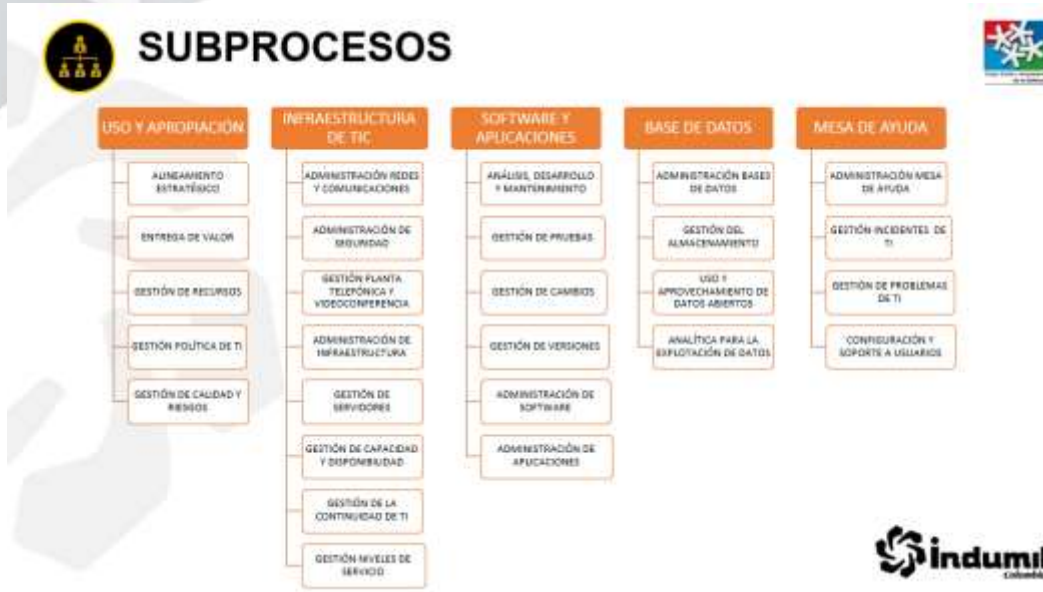 SUBPROCESOS
USO Y APROPIACIÓN
ALINEAMIENTO
ESTRATÉGICO
ENTREGA DE VALOR
GESTIÓN DE RECURSOS
GESTIÓN POLÍTICA DE TI
GESTIÓN DE CALIDAD Y
RIESGOS
INFRAESTRUCTURA
DE TIC
ADMINISTRACIÓN REDES
Y COMUNICACIONES
ADMINISTRACIÓN DE
SEGURIDAD
GESTIÓN PLANTA
TELEFÓNICA Y
VIDEOCONFERENCIA
ADMINISTRACIÓN DE
INFRAESTRUCTURA
GESTIÓN DE
SERVIDORES
GESTIÓN DE CAPACIDAD
Y DISPONIBILIDAD
GESTIÓN DE LA
CONTINUIDAD DE TI
GESTIÓN NIVELES DE
SERVICIO
SOFTWARE Y
APLICACIONES
ANÁLISIS, DESARROLLO
Y MANTENIMIENTO
GESTIÓN DE PRUEBAS
GESTIÓN DE CAMBIOS
GESTIÓN DE VERSIONES
ADMINISTRACIÓN DE
SOFTWARE
ADMINISTRACIÓN DE
APLICACIONES
BASE DE DATOS
ADMINISTRACIÓN BASES
DE DATOS
GESTIÓN DEL
ALMACENAMIENTO
USO Y
APROVECHAMIENTO DE
DATOS ABIERTOS
ANALÍTICA PARA LA
EXPLOTACIÓN DE DATOS
MESA DE AYUDA
ADMINISTRACIÓN MESA
DE AYUDA
GESTIÓN INCIDENTES DE
TI
GESTIÓN DE PROBLEMAS
DE TI
CONFIGURACIÓN Y
SOPORTE A USUARIOS
indumil
Colombia